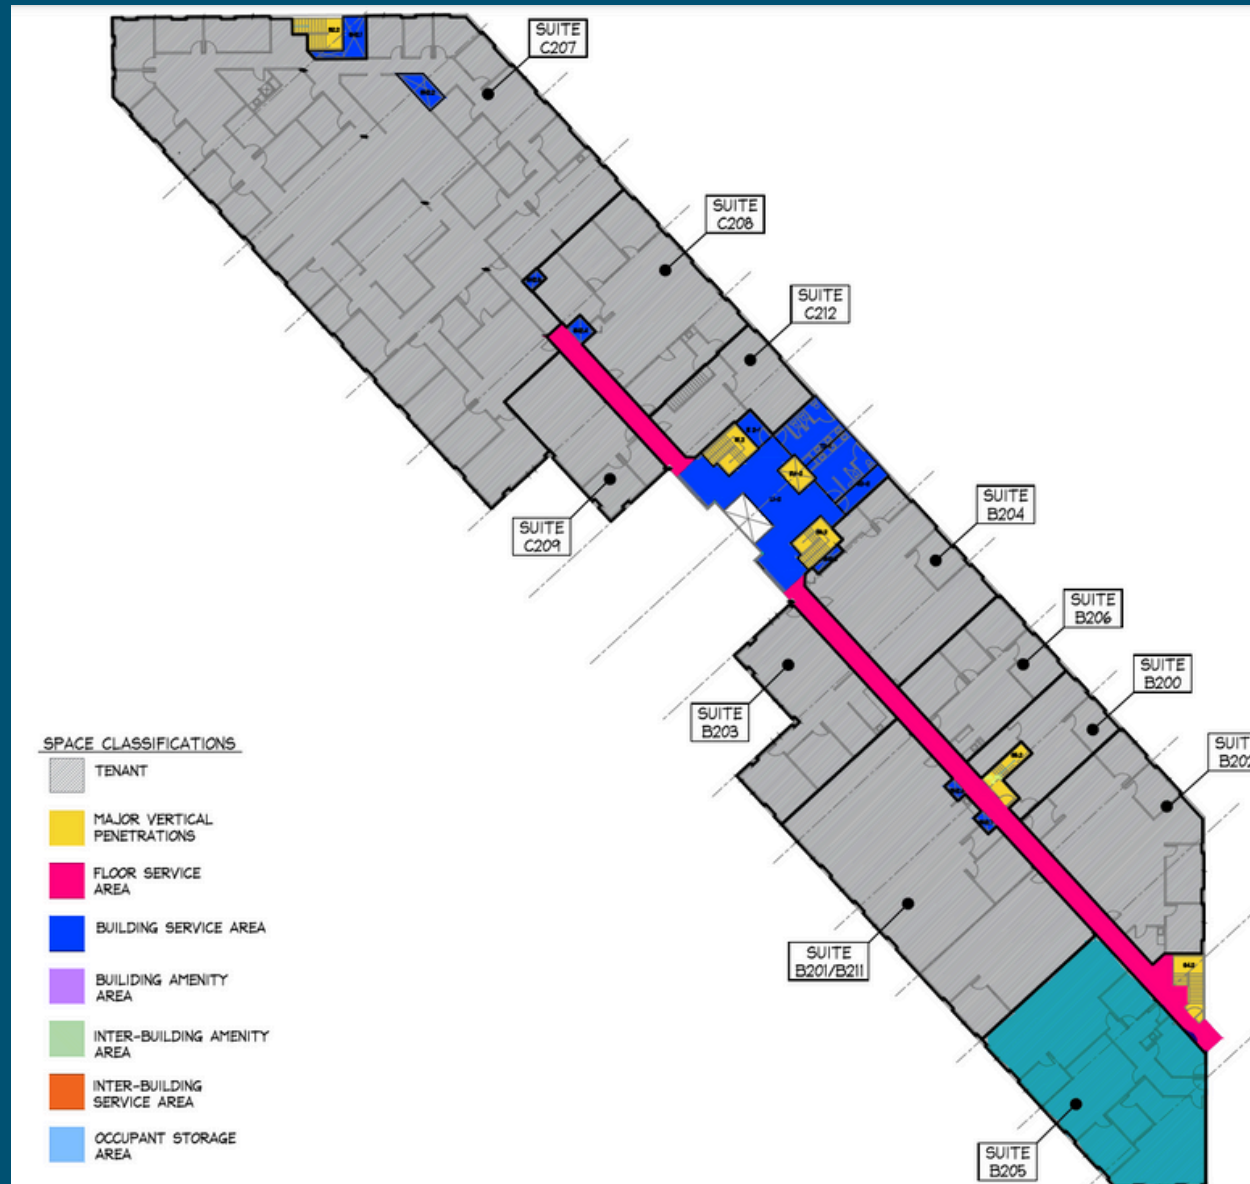 SUITE
C207
SUITE
C208
SUITE
C212
SUITE
B204
SUITE
C209
SUITE
B206
SUITE
B200
SUITE
B203
SUIT
B202
SUITE
B201/B211
SUITE
B205
SPACE CLASSIFICATIONS
TENANT
MAJOR VERTICAL
PENETRATIONS
FLOOR SERVICE
AREA
BUILDING SERVICE AREA
BUILIDING AMENITY
AREA
INTER-BUILDING AMENITY
AREA
INTER-BUILDING
SERVICE AREA
OCCUPANT STORAGE
AREA